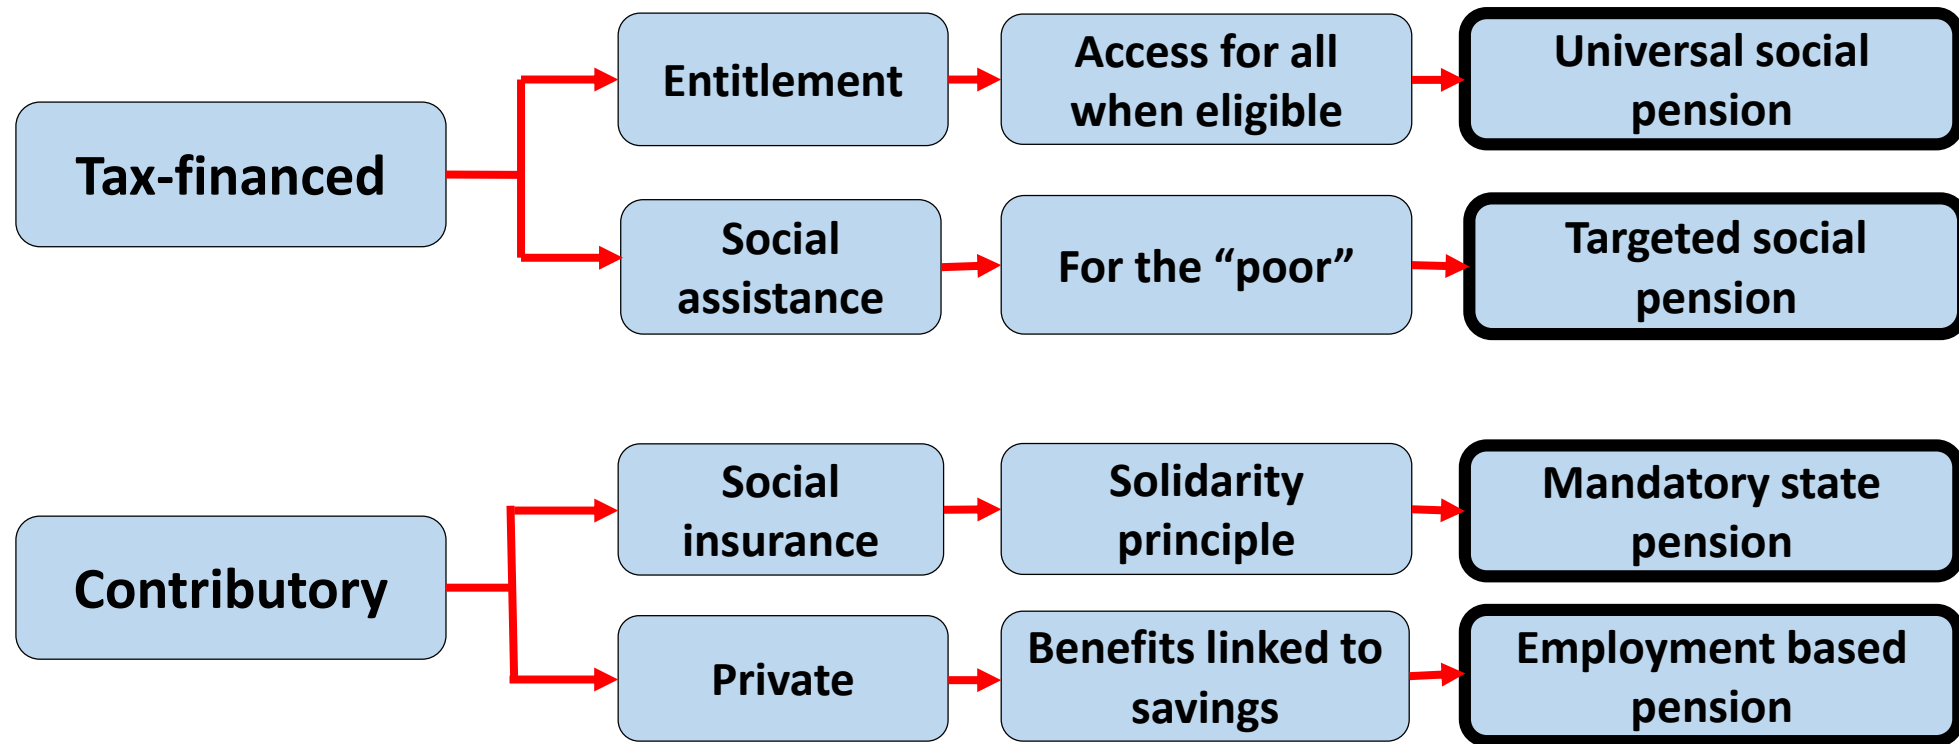 Tax-financed
Entitlement
Access for all
when eligible
Universal social
pension
Social
assistance
For the “poor”
Targeted social
pension
Contributory
Social
insurance
Solidarity
principle
Mandatory state
pension
Private
Benefits linked to
savings
Employment based
pension